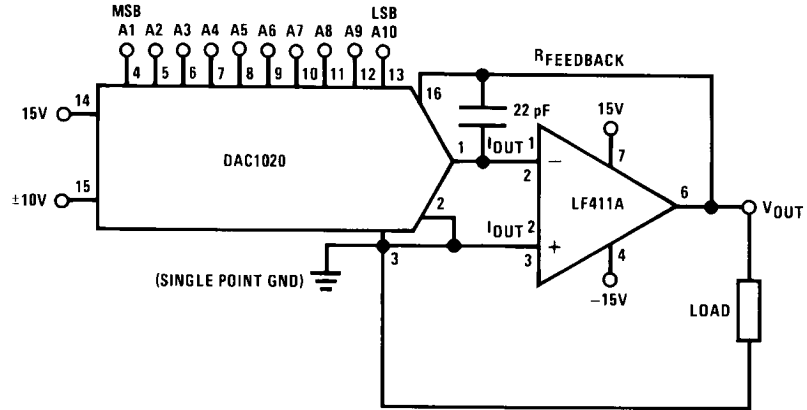 MSB LSB
A1 A2 A3 A4 A5 A6 A7 A8 A9 A10
4 5 6 7 8 9 10 11 12 13
RFEEDBACK
16
14
15V
22 pF
15V
DAC1020
1
IOUT 1
7
15
±10V
2
−
LF411A
6
VOUT
2
IOUT 2
+
3
3
4
(SINGLE POINT GND)
−15V
LOAD